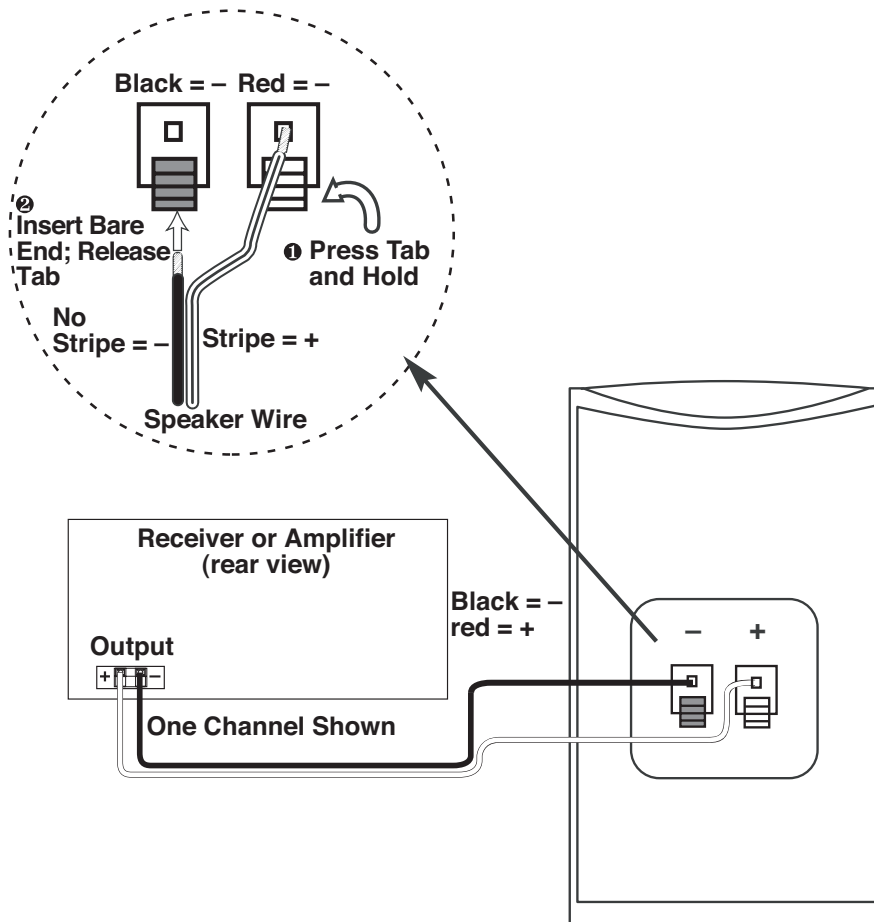 Black = – Red = –
❷
Insert Bare
End; Release
Tab
❶ Press Tab
and Hold
No
Stripe = –
Stripe = +
Speaker Wire
Receiver or Amplifier
(rear view)
Black = –
red = +
– +
Output
+ –
One Channel Shown